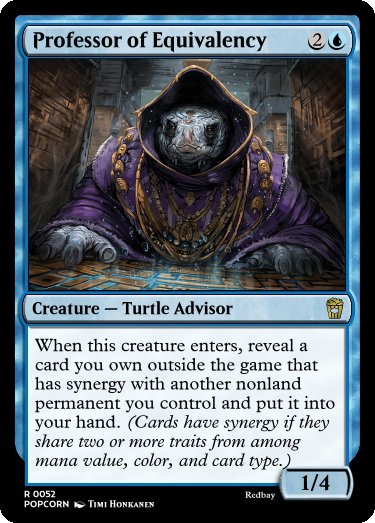 Professor of Equivalency 2
Creature — Turtle Advisor
When this creature enters, reveal a
card you own outside the game that
has synergy with another nonland
permanent you control and put it into
your hand. (Cards have synergy if they
share two or more traits from among
mana value, color, and card type.)
1/4
R 0052
POPCORN Timi Honkanen
Redbay